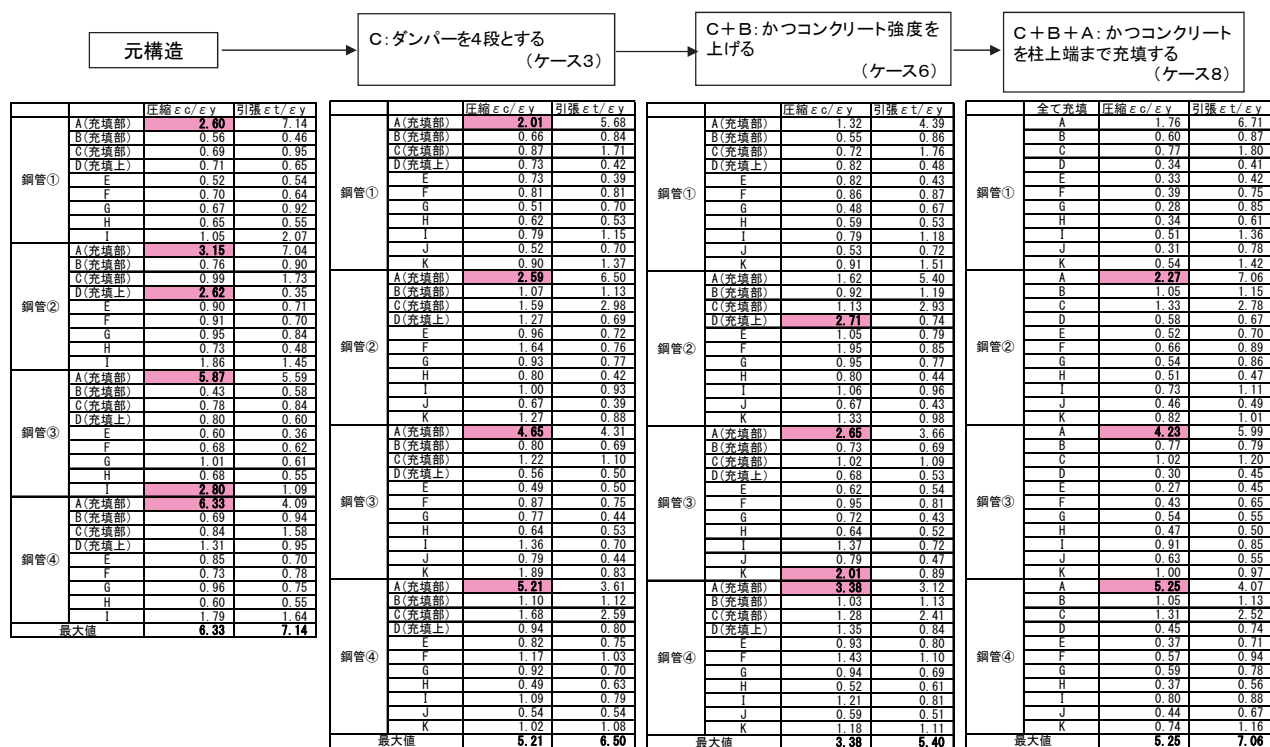 元構造
C:ダンパーを4段とする
(ケース3)
C+B:かつコンクリート強度を
上げる
(ケース6)
C+B+A:かつコンクリート
を柱上端まで充填する
(ケース8)
圧縮εc/εy 引張εt/εy
鋼管①
A(充填部) 2.60 7.14
B(充填部) 0.56 0.46
C(充填部) 0.69 0.95
D(充填上) 0.71 0.65
E 0.52 0.54
F 0.70 0.64
G 0.67 0.92
H 0.65 0.55
I 1.05 2.07
鋼管②
A(充填部) 3.15 7.04
B(充填部) 0.76 0.90
C(充填部) 0.99 1.73
D(充填上) 2.62 0.35
E 0.90 0.71
F 0.91 0.70
G 0.95 0.84
H 0.73 0.48
I 1.86 1.45
鋼管③
A(充填部) 5.87 5.59
B(充填部) 0.43 0.58
C(充填部) 0.78 0.84
D(充填上) 0.80 0.60
E 0.60 0.36
F 0.68 0.62
G 1.01 0.61
H 0.68 0.55
I 2.80 1.09
鋼管④
A(充填部) 6.33 4.09
B(充填部) 0.69 0.94
C(充填部) 0.84 1.58
D(充填上) 1.31 0.95
E 0.85 0.70
F 0.73 0.78
G 0.96 0.75
H 0.60 0.55
I 1.79 1.64
最大値 6.33 7.14
圧縮εc/εy 引張εt/εy
鋼管①
A(充填部) 2.01 5.68
B(充填部) 0.66 0.84
C(充填部) 0.87 1.71
D(充填上) 0.73 0.42
E 0.73 0.39
F 0.81 0.81
G 0.51 0.70
H 0.62 0.53
I 0.79 1.15
J 0.52 0.70
K 0.90 1.37
鋼管②
A(充填部) 2.59 6.50
B(充填部) 1.07 1.13
C(充填部) 1.59 2.98
D(充填上) 1.27 0.69
E 0.96 0.72
F 1.64 0.76
G 0.93 0.77
H 0.80 0.42
I 1.00 0.93
J 0.67 0.39
K 1.27 0.88
鋼管③
A(充填部) 4.65 4.31
B(充填部) 0.80 0.69
C(充填部) 1.22 1.10
D(充填上) 0.56 0.50
E 0.49 0.50
F 0.87 0.75
G 0.77 0.44
H 0.64 0.53
I 1.36 0.70
J 0.79 0.44
K 1.89 0.83
鋼管④
A(充填部) 5.21 3.61
B(充填部) 1.10 1.12
C(充填部) 1.68 2.59
D(充填上) 0.94 0.80
E 0.82 0.75
F 1.17 1.03
G 0.92 0.70
H 0.49 0.63
I 1.09 0.79
J 0.54 0.54
K 1.02 1.08
最大値 5.21 6.50
圧縮εc/εy 引張εt/εy
鋼管①
A(充填部) 1.32 4.39
B(充填部) 0.55 0.86
C(充填部) 0.72 1.76
D(充填上) 0.82 0.48
E 0.82 0.43
F 0.86 0.87
G 0.48 0.67
H 0.59 0.53
I 0.79 1.18
J 0.53 0.72
K 0.91 1.51
鋼管②
A(充填部) 1.62 5.40
B(充填部) 0.92 1.19
C(充填部) 1.13 2.93
D(充填上) 2.71 0.74
E 1.05 0.79
F 1.95 0.85
G 0.95 0.77
H 0.80 0.44
I 1.06 0.96
J 0.67 0.43
K 1.33 0.98
鋼管③
A(充填部) 2.65 3.66
B(充填部) 0.73 0.69
C(充填部) 1.02 1.09
D(充填上) 0.68 0.53
E 0.62 0.54
F 0.95 0.81
G 0.72 0.43
H 0.64 0.52
I 1.37 0.72
J 0.79 0.47
K 2.01 0.89
鋼管④
A(充填部) 3.38 3.12
B(充填部) 1.03 1.13
C(充填部) 1.28 2.41
D(充填上) 1.35 0.84
E 0.93 0.80
F 1.43 1.10
G 0.94 0.69
H 0.52 0.61
I 1.21 0.81
J 0.59 0.51
K 1.18 1.11
最大値 3.38 5.40
全て充填 圧縮εc/εy 引張εt/εy
鋼管①
A 1.76 6.71
B 0.60 0.87
C 0.77 1.80
D 0.34 0.41
E 0.33 0.42
F 0.39 0.75
G 0.28 0.85
H 0.34 0.61
I 0.51 1.36
J 0.31 0.78
K 0.54 1.42
鋼管②
A 2.27 7.06
B 1.05 1.15
C 1.33 2.78
D 0.58 0.67
E 0.52 0.70
F 0.66 0.89
G 0.54 0.86
H 0.51 0.47
I 0.73 1.11
J 0.46 0.49
K 0.82 1.01
鋼管③
A 4.23 5.99
B 0.77 0.79
C 1.02 1.20
D 0.30 0.45
E 0.27 0.45
F 0.43 0.65
G 0.54 0.55
H 0.47 0.50
I 0.91 0.85
J 0.63 0.55
K 1.00 0.97
鋼管④
A 5.25 4.07
B 1.05 1.13
C 1.31 2.52
D 0.45 0.74
E 0.37 0.71
F 0.57 0.94
G 0.59 0.78
H 0.37 0.56
I 0.80 0.88
J 0.44 0.67
K 0.74 1.16
最大値 5.25 7.06